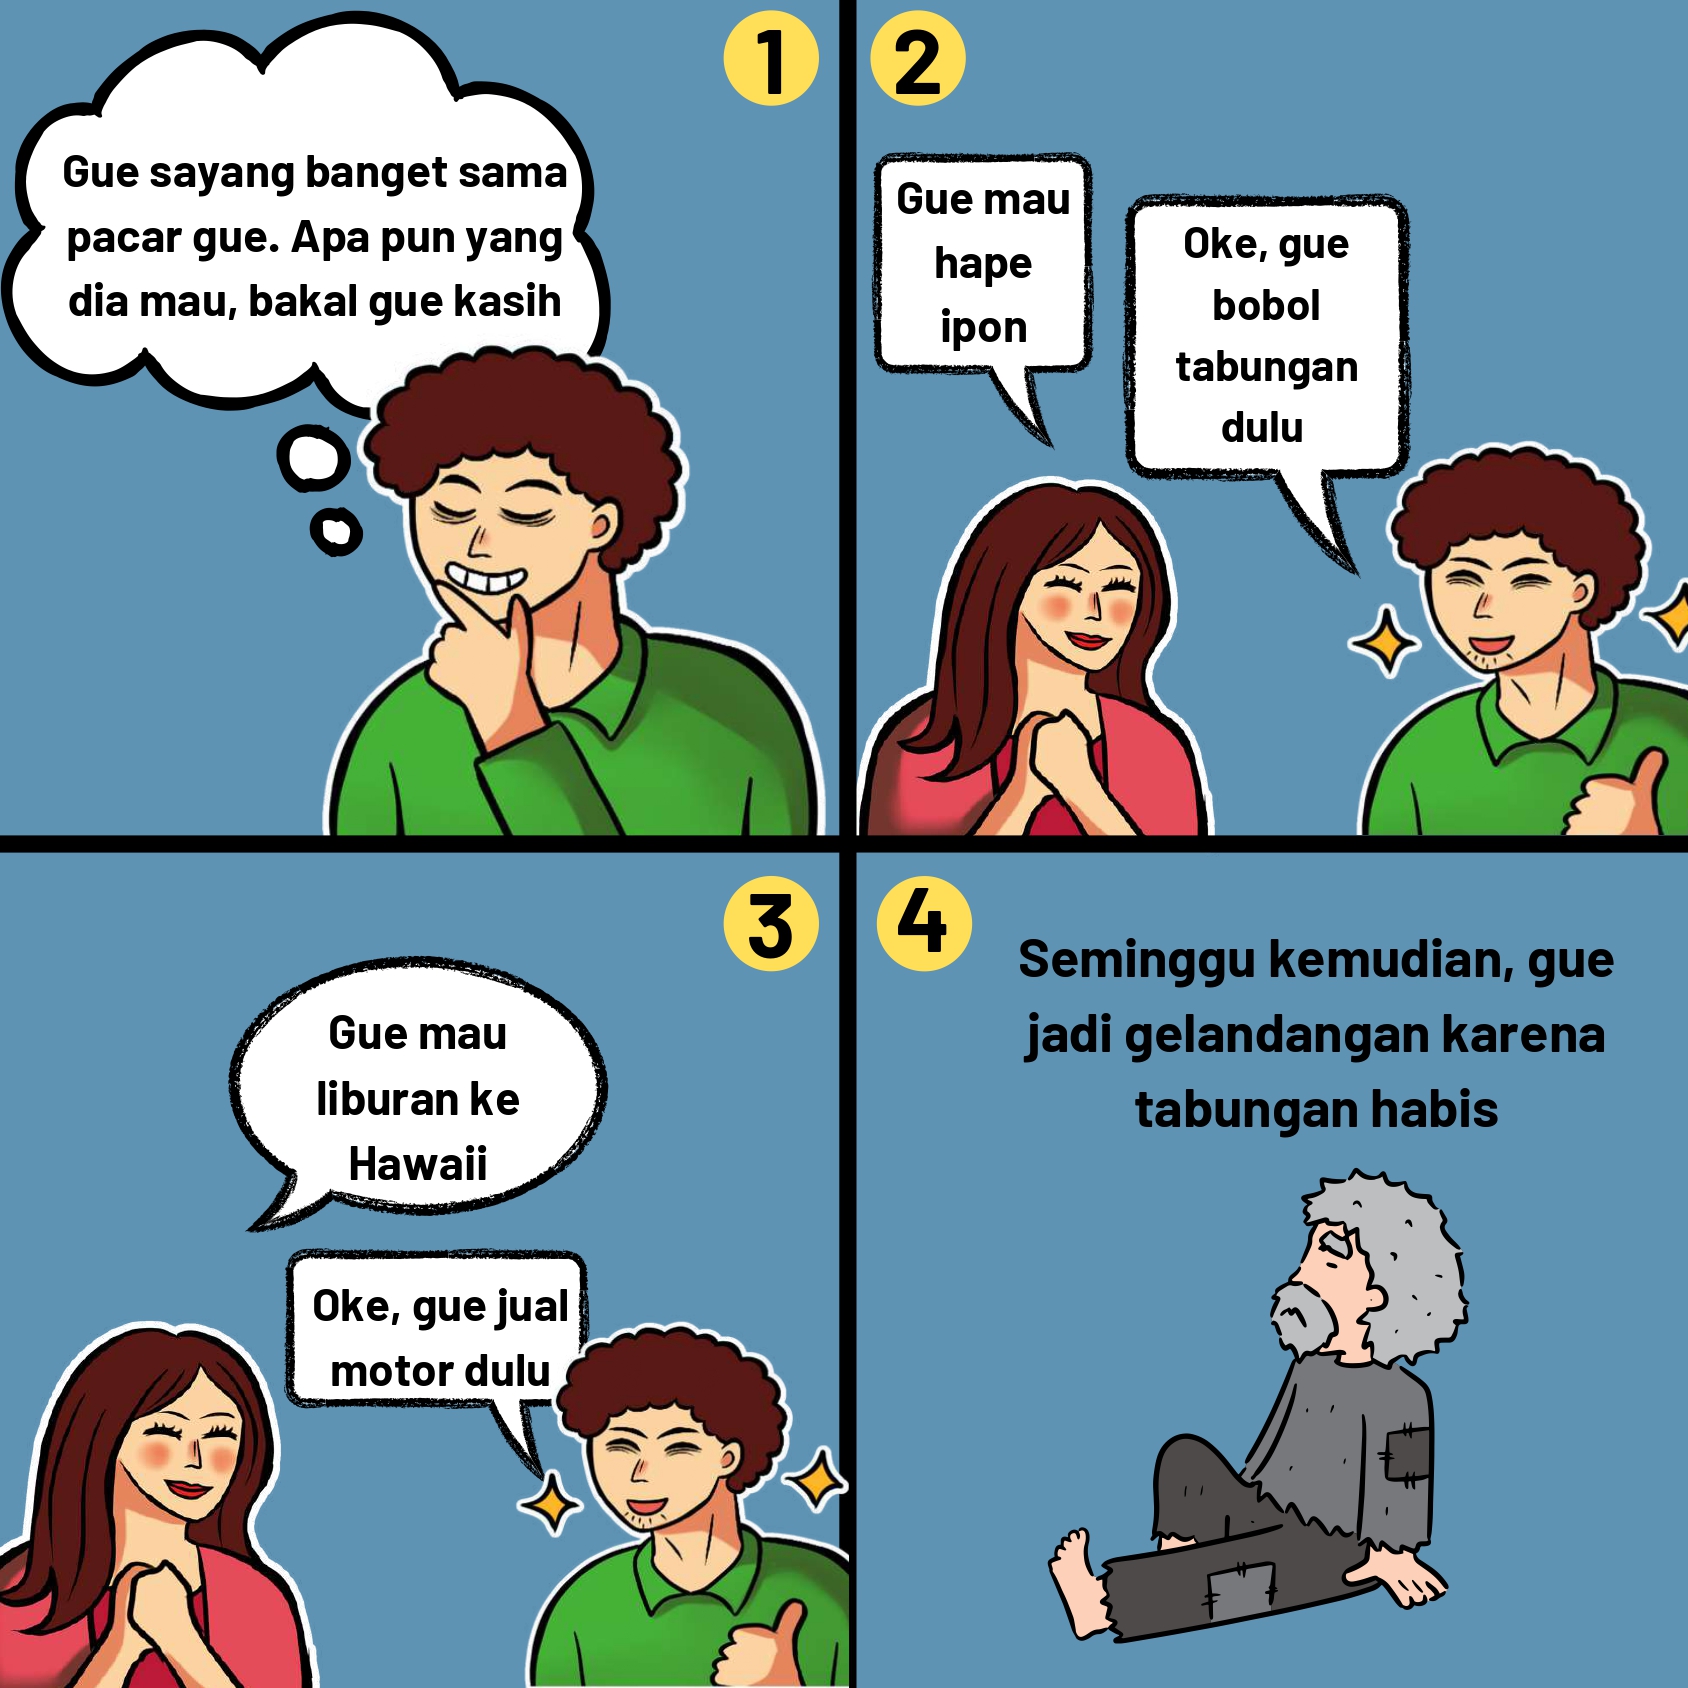 1
Gue sayang banget sama
pacar gue. Apa pun yang
dia mau, bakal gue kasih
2
Gue mau
hape
ipon
Oke, gue
bobol
tabungan
dulu
3
Gue mau
liburan ke
Hawaii
Oke, gue jual
motor dulu
4
Seminggu kemudian, gue
jadi gelandangan karena
tabungan habis